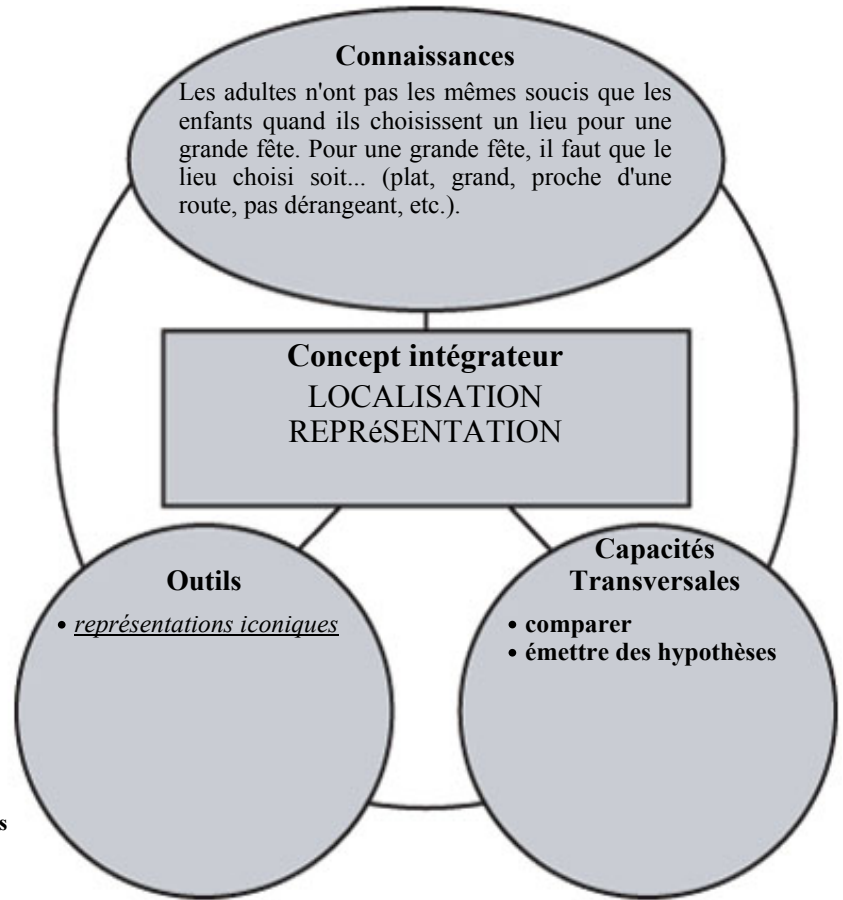 Connaissances
Les adultes n'ont pas les mêmes soucis que les
enfants quand ils choisissent un lieu pour une
grande fête. Pour une grande fête, il faut que le
lieu choisi soit... (plat, grand, proche d'une
route, pas dérangeant, etc.).
Concept intégrateur
LOCALISATION
REPRéSENTATION
Outils
• représentations iconiques
Capacités
Transversales
• comparer
• émettre des hypothèses
s